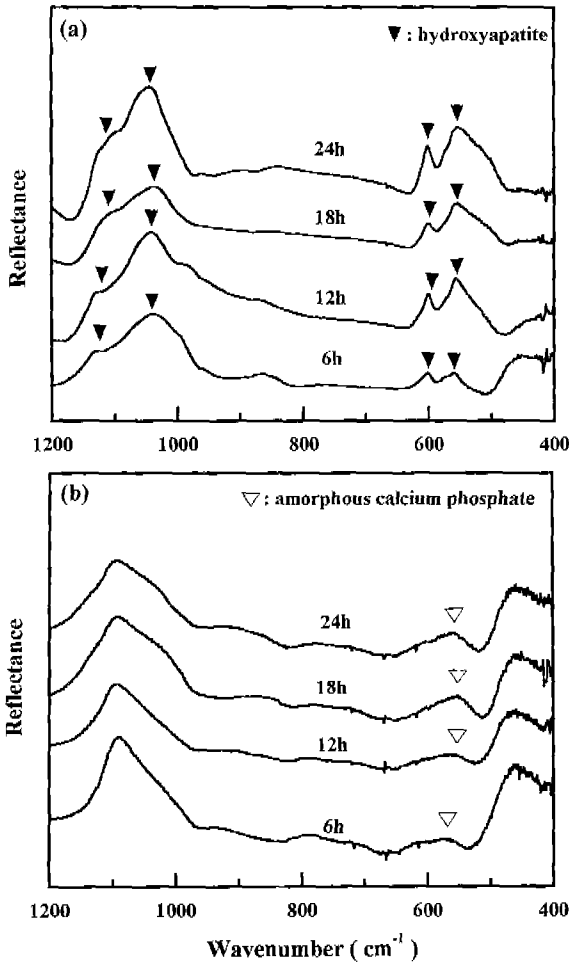 (a)
▼ : hydroxyapatite
24h
18h
12h
6h
Reflectance
1200 1000 600 400
(b)
▽ : amorphous calcium phosphate
24h
18h
12h
6h
Reflectance
1200 1000 800 600 400
Wavenumber ( cm⁻¹ )